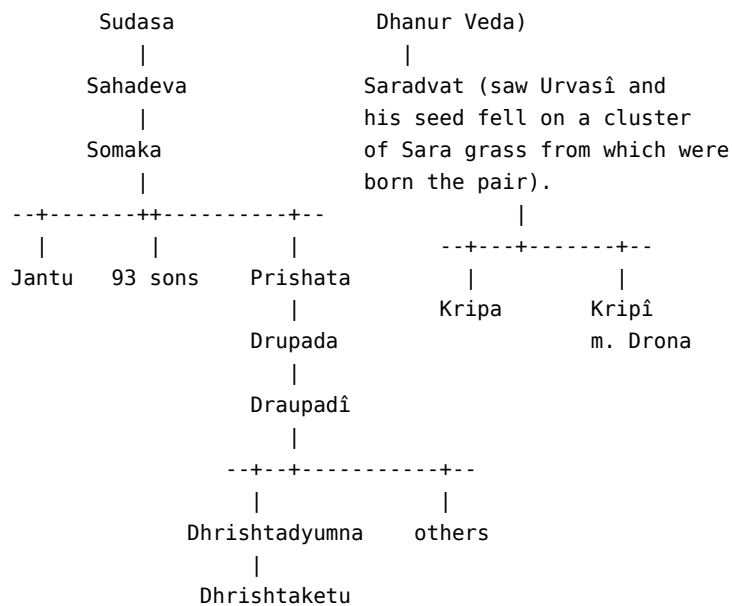 Sudasa Dhanur Veda)
| |
Sahadeva Saradvat (saw Urvasî and
| his seed fell on a cluster
Somaka of Sara grass from which were
| born the pair).
--+-------++----------+-- |
| | | --+---+-------+--
Jantu 93 sons Prishata | |
| Kripa Kripî
Drupada m. Drona
|
Draupadî
|
--+--+-----------+--
| |
Dhrishtadyumna others
|
Dhrishtaketu